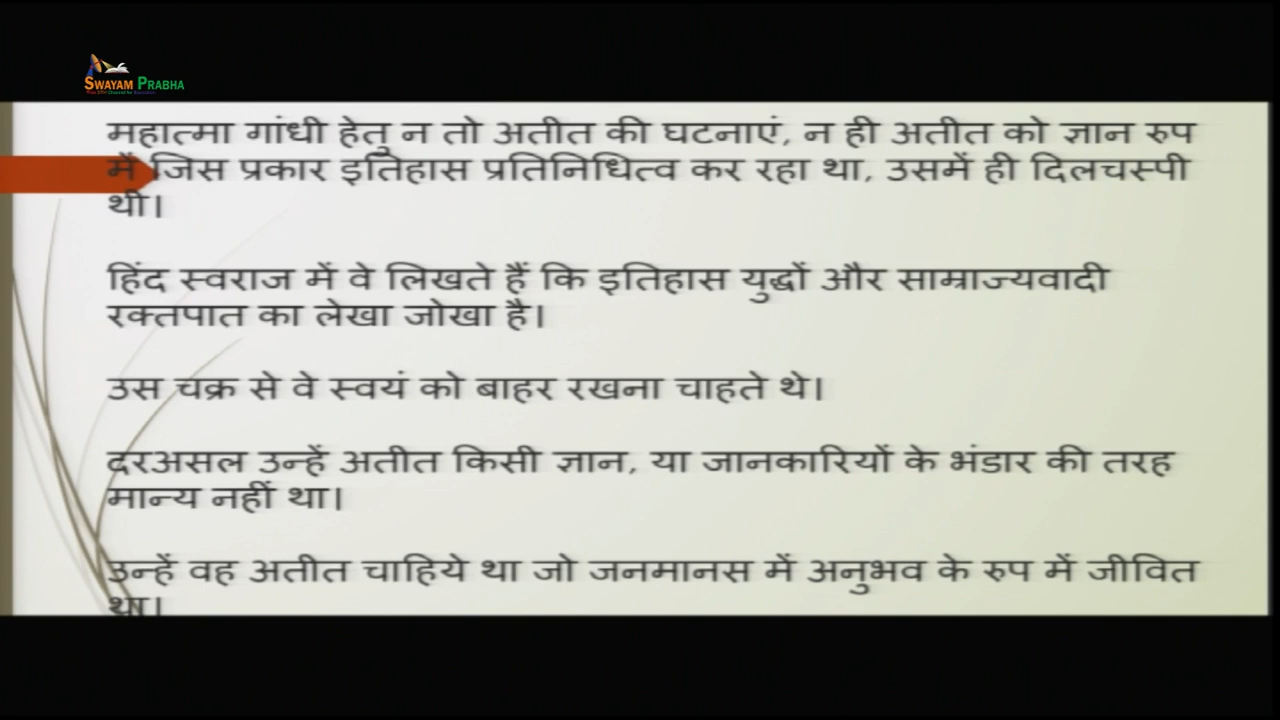 SWAYAM PRABHA
महात्मा गांधी हेतु न तो अतीत की घटनाएं, न ही अतीत को ज्ञान रुप
में जिस प्रकार इतिहास प्रतिनिधित्व कर रहा था, उसमें ही दिलचस्पी
थी।
हिंद स्वराज में वे लिखते हैं कि इतिहास युद्धों और साम्राज्यवादी
रक्तपात का लेखा जोखा है।
उस चक्र से वे स्वयं को बाहर रखना चाहते थे।
दरअसल उन्हें अतीत किसी ज्ञान, या जानकारियों के भंडार की तरह
मान्य नहीं था।
उन्हें वह अतीत चाहिये था जो जनमानस में अनुभव के रुप में जीवित
था।